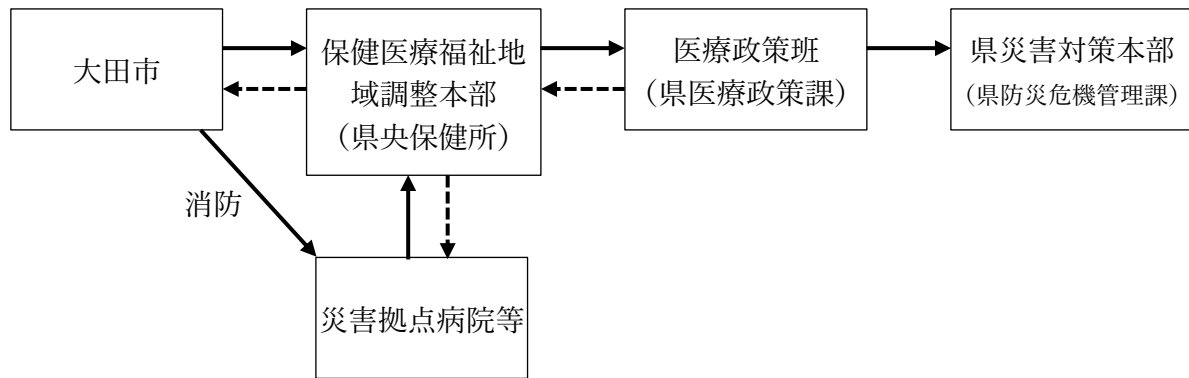 大田市
保健医療福祉地
域調整本部
（県央保健所）
医療政策班
（県医療政策課）
県災害対策本部
（県防災危機管理課）
消防
災害拠点病院等